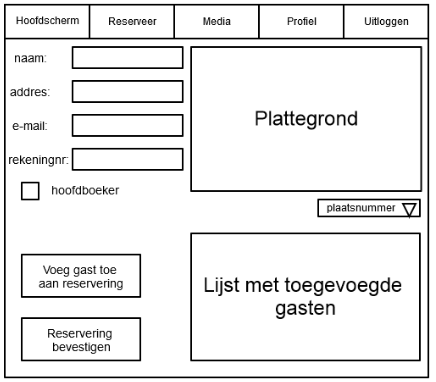 Hoofdscherm Reserveer Media Profiel Uitloggen
naam:
addres:
e-mail:
rekeningnr:
hoofdboeker
Plattegrond
plaatsnummer
Voeg gast toe
aan reservering
Reservering
bevestigen
Lijst met toegevoegde
gasten